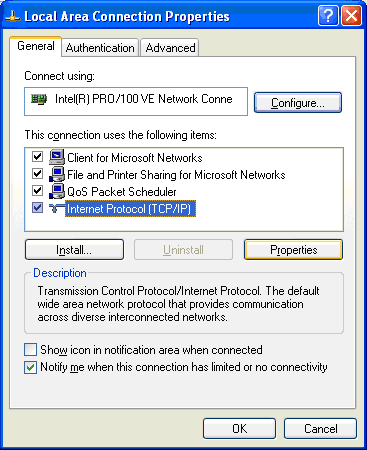 Local Area Connection Properties
General Authentication Advanced
Connect using:
Intel(R) PRO/100 VE Network Conne
Configure...
This connection uses the following items:
Client for Microsoft Networks
File and Printer Sharing for Microsoft Networks
QoS Packet Scheduler
Internet Protocol (TCP/IP)
Install... Uninstall Properties
Description
Transmission Control Protocol/Internet Protocol. The default
wide area network protocol that provides communication
across diverse interconnected networks.
Show icon in notification area when connected
Notify me when this connection has limited or no connectivity
OK Cancel